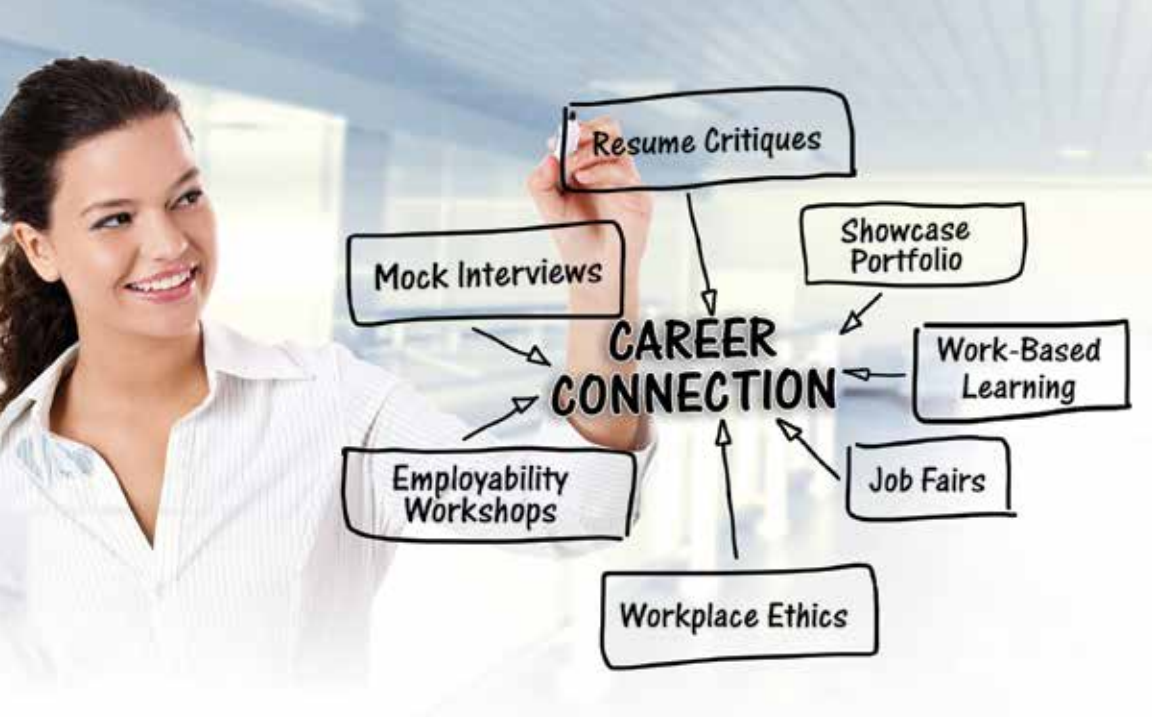 Resume Critiques
Showcase
Portfolio
Mock Interviews
CAREER
CONNECTION
Work-Based
Learning
Employability
Workshops
Job Fairs
Workplace Ethics